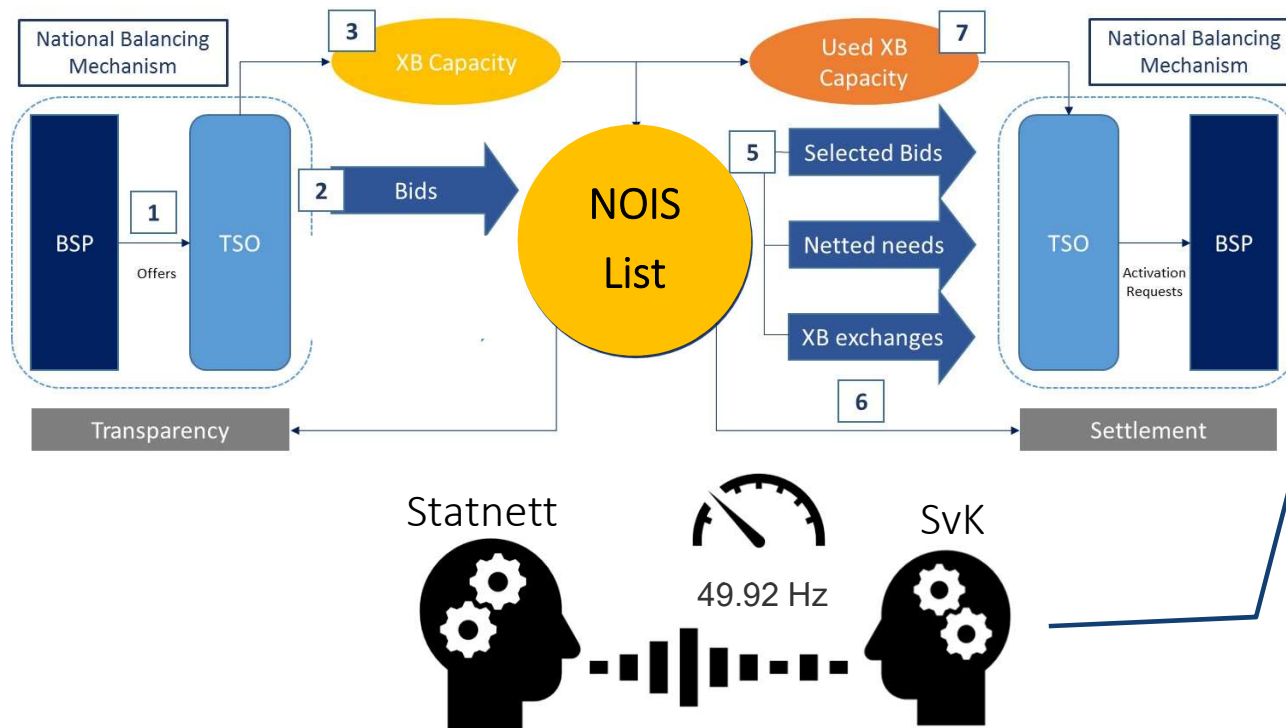 National Balancing
Mechanism
3
XB Capacity
Used XB
Capacity
7
National Balancing
Mechanism
BSP
1
Offers
TSO
2
Bids
NOIS
List
5
Selected Bids
Netted needs
XB exchanges
6
TSO
Activation
Requests
BSP
Transparency
Settlement
Statnett
49.92 Hz
SvK